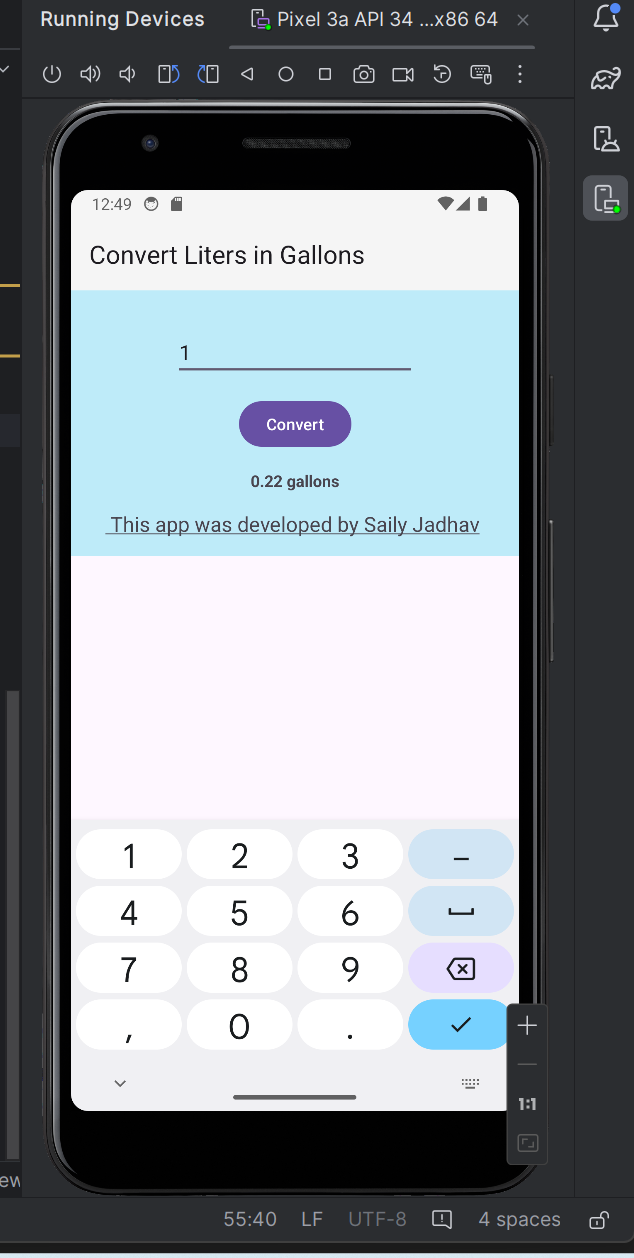 Running Devices
Pixel 3a API 34 ...x86 64
12:49
Convert Liters in Gallons
1
Convert
0.22 gallons
This app was developed by Saily Jadhav
1 2 3 –
4 5 6
7 8 9
, 0 .
1:1
ew
55:40 LF UTF-8 4 spaces